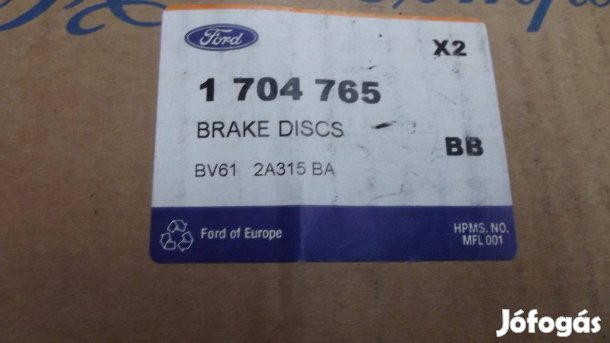 Ford
X2
1 704 765
BRAKE DISCS
BB
BV61 2A315 BA
Ford of Europe
HPMS. NO.
MFL 001
Jófogás